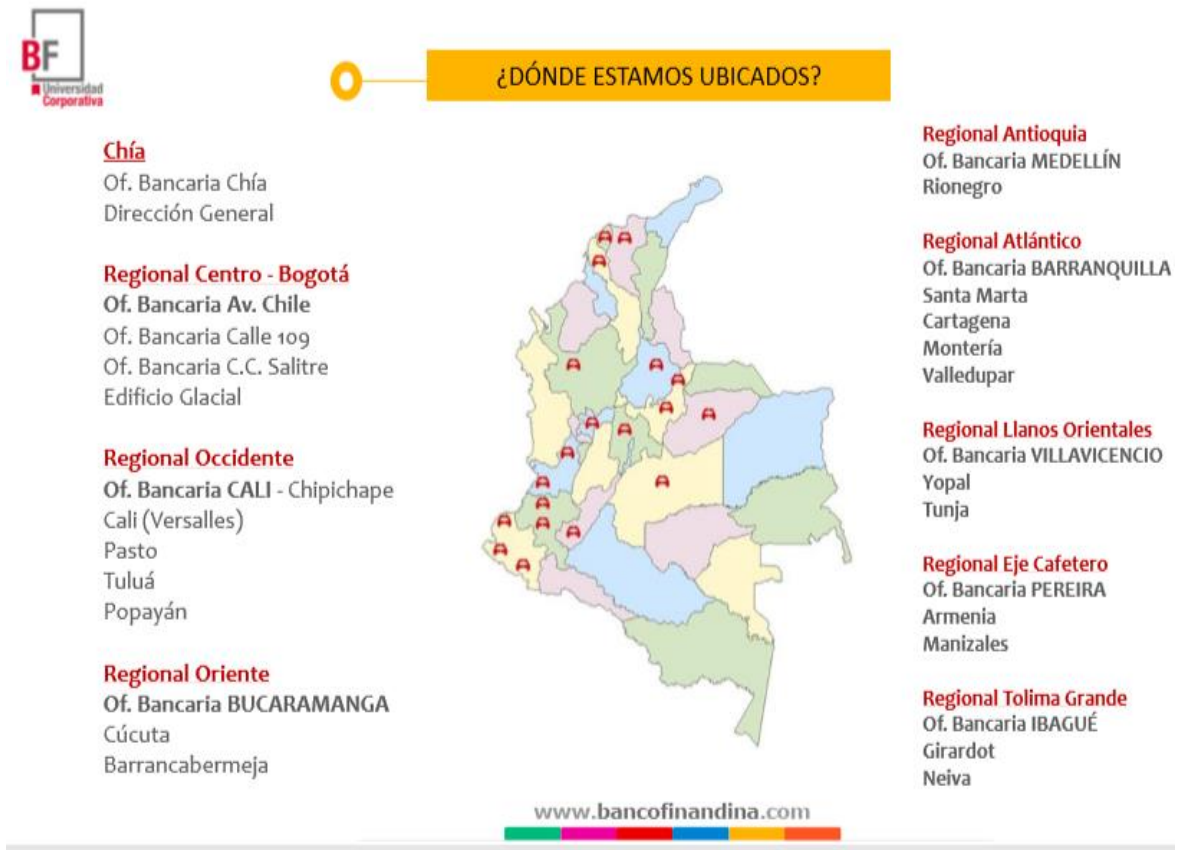 BF
Universidad
Corporativa
¿DÓNDE ESTAMOS UBICADOS?
Chía
Of. Bancaria Chía
Dirección General
Regional Centro - Bogotá
Of. Bancaria Av. Chile
Of. Bancaria Calle 109
Of. Bancaria C.C. Salitre
Edificio Glacial
Regional Occidente
Of. Bancaria CALI - Chipichape
Cali (Versalles)
Pasto
Tuluá
Popayán
Regional Oriente
Of. Bancaria BUCARAMANGA
Cúcuta
Barrancabermeja
Regional Antioquia
Of. Bancaria MEDELLÍN
Rionegro
Regional Atlántico
Of. Bancaria BARRANQUILLA
Santa Marta
Cartagena
Montería
Valledupar
Regional Llanos Orientales
Of. Bancaria VILLAVICENCIO
Yopal
Tunja
Regional Eje Cafetero
Of. Bancaria PEREIRA
Armenia
Manizales
Regional Tolima Grande
Of. Bancaria IBAGUÉ
Girardot
Neiva
www.bancofinandina.com